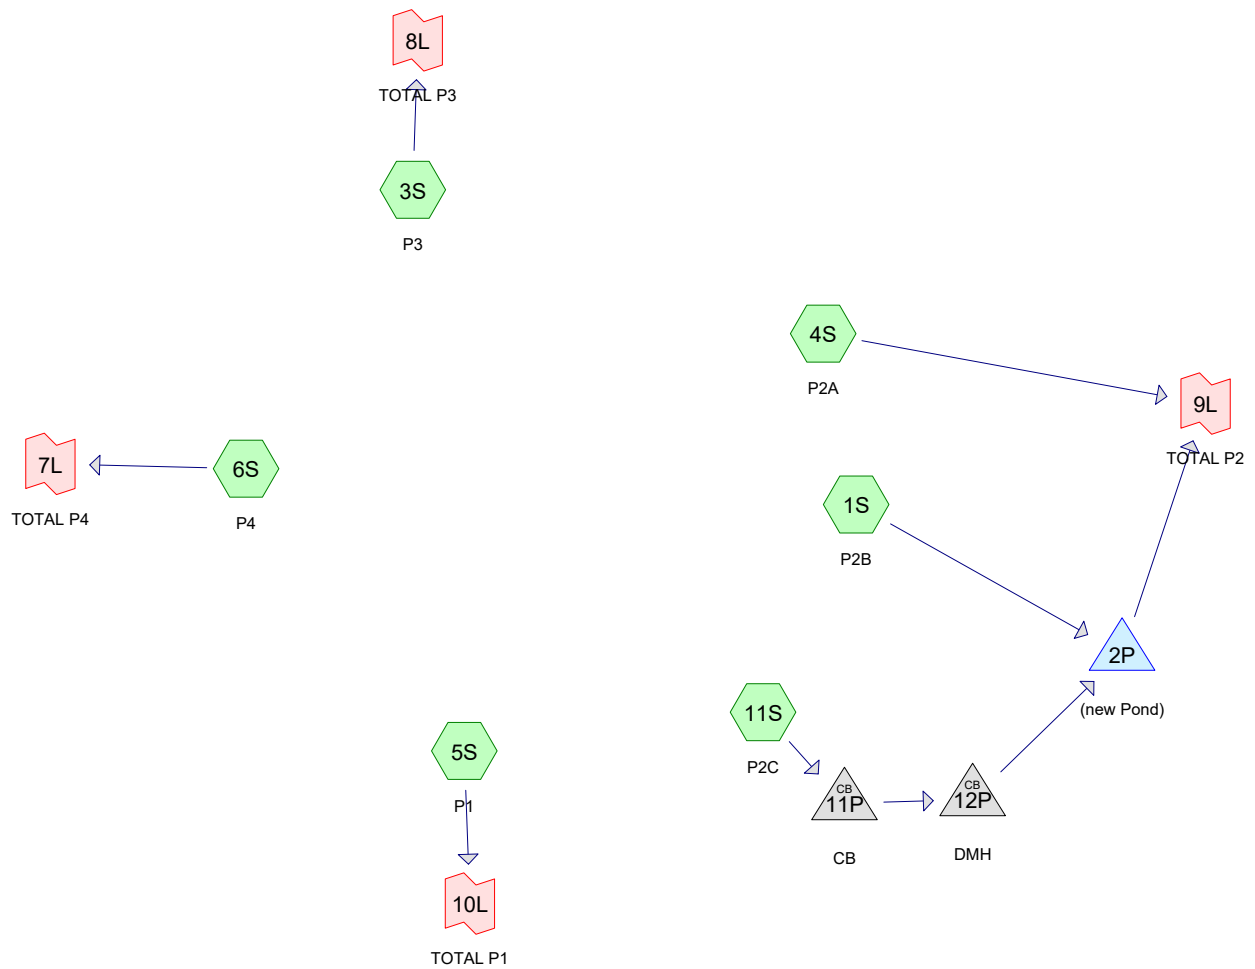 8L
TOTAL P3
3S
P3
4S
P2A
9L
TOTAL P2
7L
TOTAL P4
6S
P4
1S
P2B
2P
(new Pond)
11S
P2C
5S
P1
CB
11P
CB
CB
12P
DMH
10L
TOTAL P1